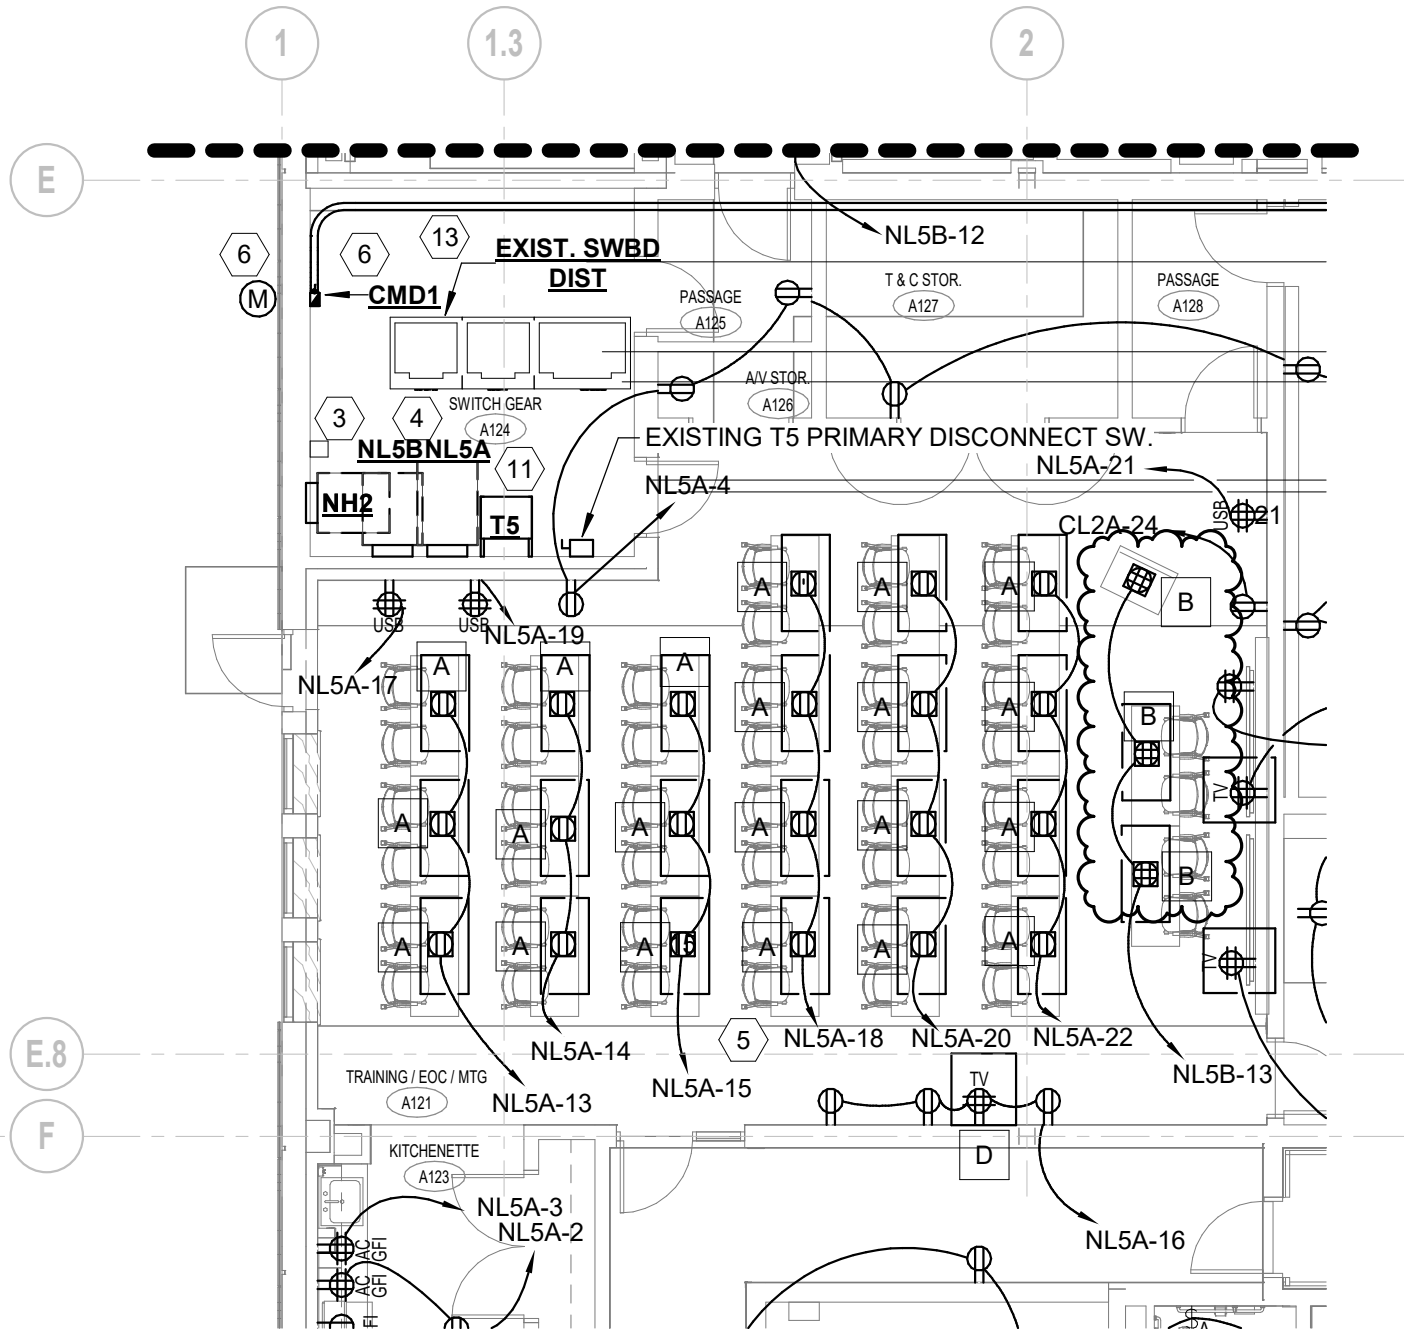 1
1.3
2
E
NL5B-12
6
6
13
EXIST. SWBD
DIST
M
CMD1
T & C STOR.
A127
PASSAGE
A128
PASSAGE
A125
A/V STOR.
A126
SWITCH GEAR
A124
3
4
NL5B
NL5A
11
EXISTING T5 PRIMARY DISCONNECT SW.
NL5A-21
NL5A-4
NH2
T5
USB
21
CL2A-24
A
A
A
B
USB
USB
NL5A-19
NL5A-17
A
A
A
A
A
A
B
TV
A
A
A
A
A
A
B
A
A
A
15
A
A
A
TV
E.8
5
NL5A-18
NL5A-20
NL5A-22
NL5A-14
NL5A-15
NL5B-13
TRAINING / EOC / MTG
A121
NL5A-13
TV
F
KITCHENETTE
A123
D
NL5A-3
NL5A-2
NL5A-16
AC
GFI
AC
GFI